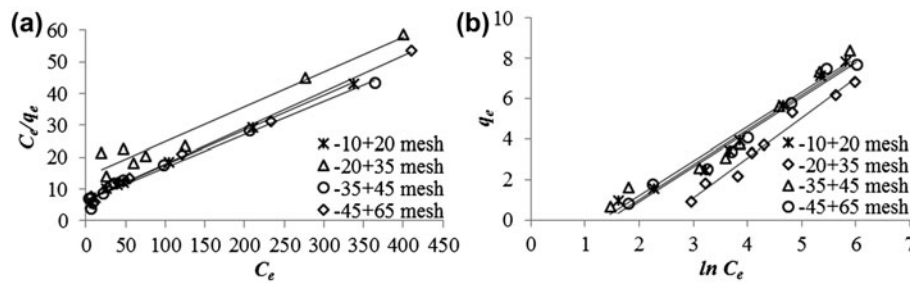 (a)
60
50
40
30
20
10
0
Ce/qe
-10+20 mesh
-20+35 mesh
-35+45 mesh
-45+65 mesh
0 50 100 150 200 250 300 350 400 450
Ce
(b)
10
8
6
4
2
0
qe
-10+20 mesh
-20+35 mesh
-35+45 mesh
-45+65 mesh
0 1 2 3 4 5 6 7
ln Ce